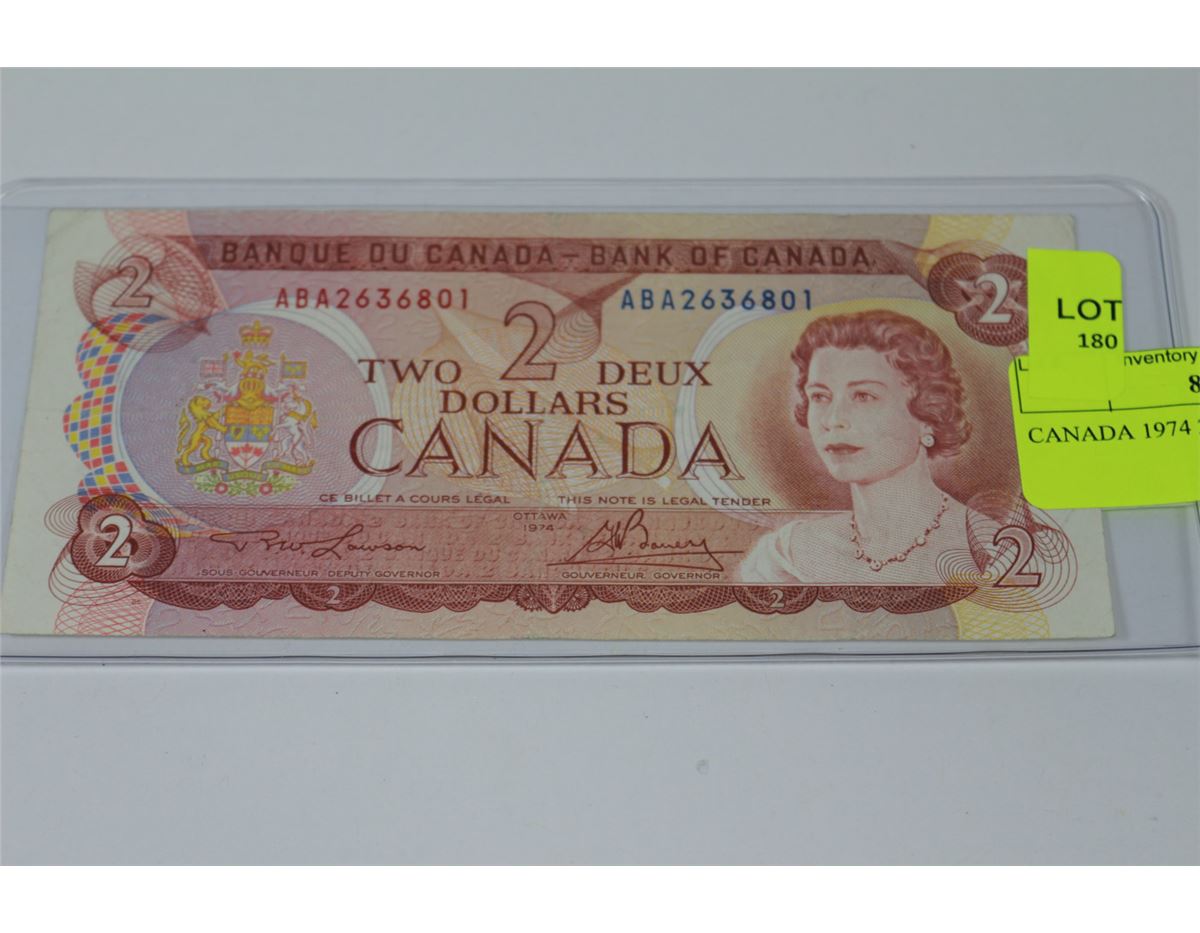 BANQUE DU CANADA – BANK OF CANADA
2 2
ABA2636801 ABA2636801
2
TWO DEUX
DOLLARS
CANADA
CE BILLET A COURS LÉGAL THIS NOTE IS LEGAL TENDER
OTTAWA
1974
2 2
SOUS-GOUVERNEUR DEPUTY GOVERNOR GOUVERNEUR GOVERNOR
2 2
LOT
180
nventory
8
CANADA 1974